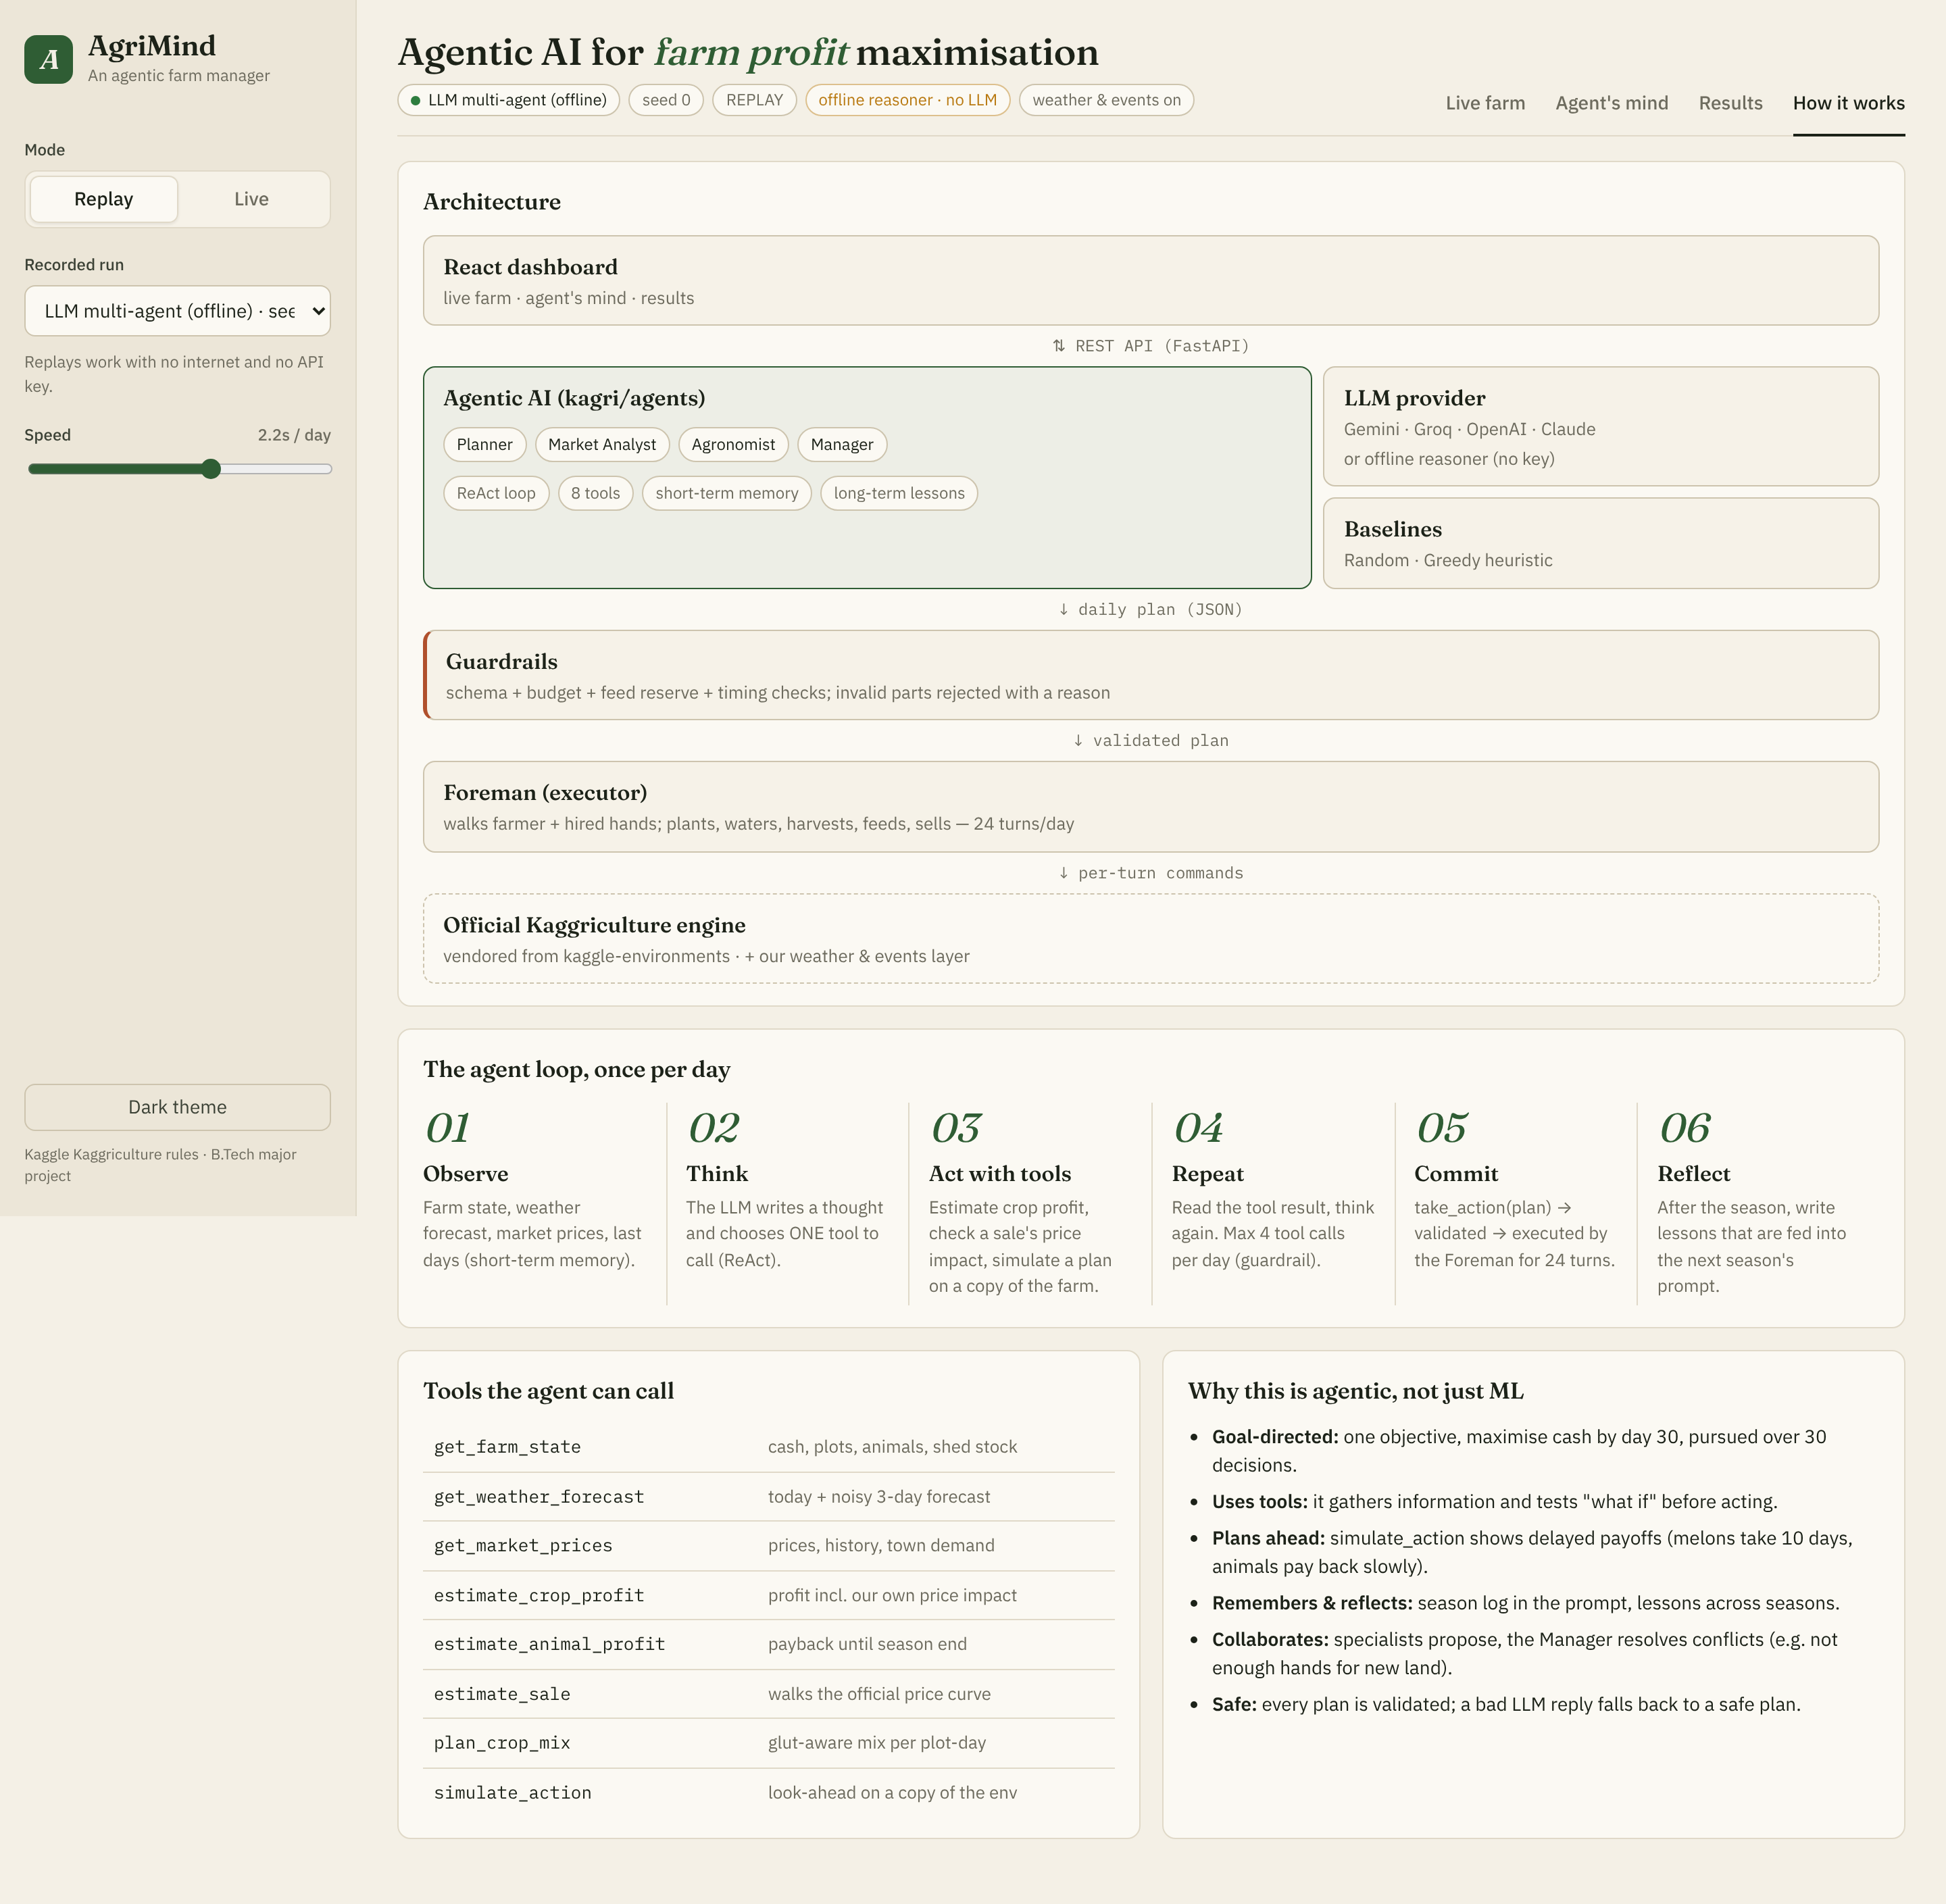 A
AgriMind
An agentic farm manager
Mode
Replay
Live
Recorded run
LLM multi-agent (offline) · see
Replays work with no internet and no API
key.
Speed
2.2s / day
Dark theme
Kaggle Kaggriculture rules · B.Tech major
project
Agentic AI for farm profit maximisation
LLM multi-agent (offline)
seed 0
REPLAY
offline reasoner · no LLM
weather & events on
Live farm
Agent's mind
Results
How it works
Architecture
React dashboard
live farm · agent's mind · results
⇅ REST API (FastAPI)
Agentic AI (kagri/agents)
Planner
Market Analyst
Agronomist
Manager
ReAct loop
8 tools
short-term memory
long-term lessons
LLM provider
Gemini · Groq · OpenAI · Claude
or offline reasoner (no key)
Baselines
Random · Greedy heuristic
↓ daily plan (JSON)
Guardrails
schema + budget + feed reserve + timing checks; invalid parts rejected with a reason
↓ validated plan
Foreman (executor)
walks farmer + hired hands; plants, waters, harvests, feeds, sells — 24 turns/day
↓ per-turn commands
Official Kaggriculture engine
vendored from kaggle-environments · + our weather & events layer
The agent loop, once per day
01
Observe
Farm state, weather
forecast, market prices, last
days (short-term memory).
02
Think
The LLM writes a thought
and chooses ONE tool to
call (ReAct).
03
Act with tools
Estimate crop profit,
check a sale's price
impact, simulate a plan
on a copy of the farm.
04
Repeat
Read the tool result, think
again. Max 4 tool calls
per day (guardrail).
05
Commit
take_action(plan) →
validated → executed by
the Foreman for 24 turns.
06
Reflect
After the season, write
lessons that are fed into
the next season's
prompt.
Tools the agent can call
get_farm_state cash, plots, animals, shed stock
get_weather_forecast today + noisy 3-day forecast
get_market_prices prices, history, town demand
estimate_crop_profit profit incl. our own price impact
estimate_animal_profit payback until season end
estimate_sale walks the official price curve
plan_crop_mix glut-aware mix per plot-day
simulate_action look-ahead on a copy of the env
Why this is agentic, not just ML
• Goal-directed: one objective, maximise cash by day 30, pursued over 30
decisions.
• Uses tools: it gathers information and tests "what if" before acting.
• Plans ahead: simulate_action shows delayed payoffs (melons take 10 days,
animals pay back slowly).
• Remembers & reflects: season log in the prompt, lessons across seasons.
• Collaborates: specialists propose, the Manager resolves conflicts (e.g. not
enough hands for new land).
• Safe: every plan is validated; a bad LLM reply falls back to a safe plan.